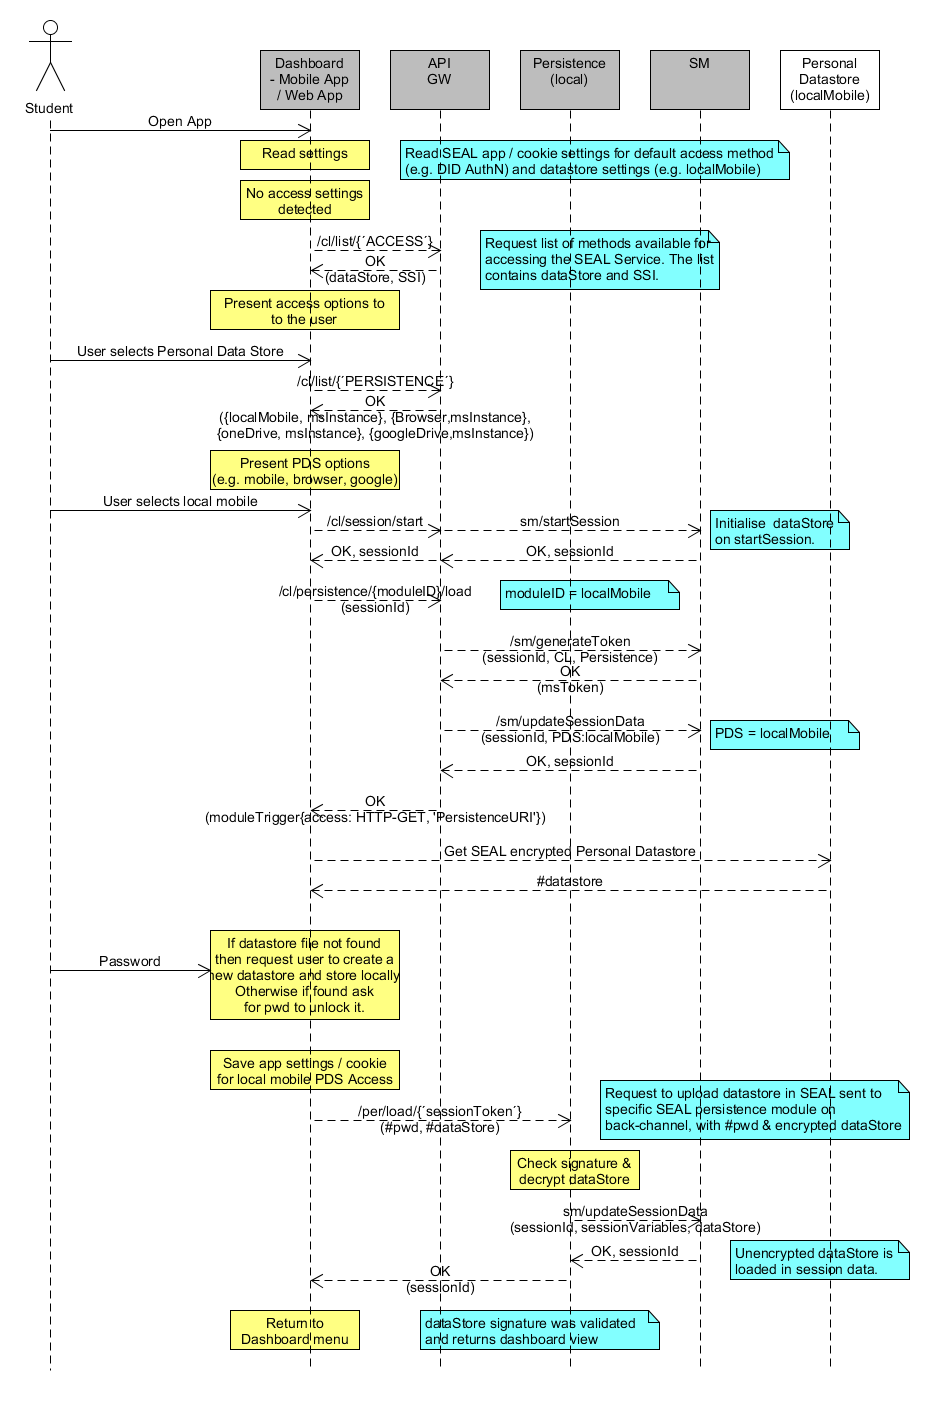 Student
Dashboard
- Mobile App
/ Web App
API
GW
Persistence
(local)
SM
Personal
Datastore
(localMobile)
Open App
Read settings
Read SEAL app / cookie settings for default access method
(e.g. DID AuthN) and datastore settings (e.g. localMobile)
No access settings
detected
/cl/list/{´ACCESS´}
OK
(dataStore, SSI)
Request list of methods available for
accessing the SEAL Service. The list
contains dataStore and SSI.
Present access options to
to the user
User selects Personal Data Store
/cl/list/{´PERSISTENCE´}
OK
({localMobile, msInstance}, {Browser,msInstance},
{oneDrive, msInstance}, {googleDrive,msInstance})
Present PDS options
(e.g. mobile, browser, google)
User selects local mobile
/cl/session/start
sm/startSession
Initialise  dataStore
on startSession.
OK, sessionId
OK, sessionId
/cl/persistence/{moduleID}/load
(sessionId)
moduleID = localMobile
/sm/generateToken
(sessionId, CL, Persistence)
OK
(msToken)
/sm/updateSessionData
(sessionId, PDS:localMobile)
PDS = localMobile
OK, sessionId
OK
(moduleTrigger{access: HTTP-GET, 'PersistenceURI'})
Get SEAL encrypted Personal Datastore
#datastore
Password
If datastore file not found
then request user to create a
new datastore and store locally
Otherwise if found ask
for pwd to unlock it.
Save app settings / cookie
for local mobile PDS Access
/per/load/{´sessionToken´}
(#pwd, #dataStore)
Request to upload datastore in SEAL sent to
specific SEAL persistence module on
back-channel, with #pwd & encrypted dataStore
Check signature &
decrypt dataStore
sm/updateSessionData
(sessionId, sessionVariables, dataStore)
OK, sessionId
Unencrypted dataStore is
loaded in session data.
OK
(sessionId)
Return to
Dashboard menu
dataStore signature was validated
and returns dashboard view